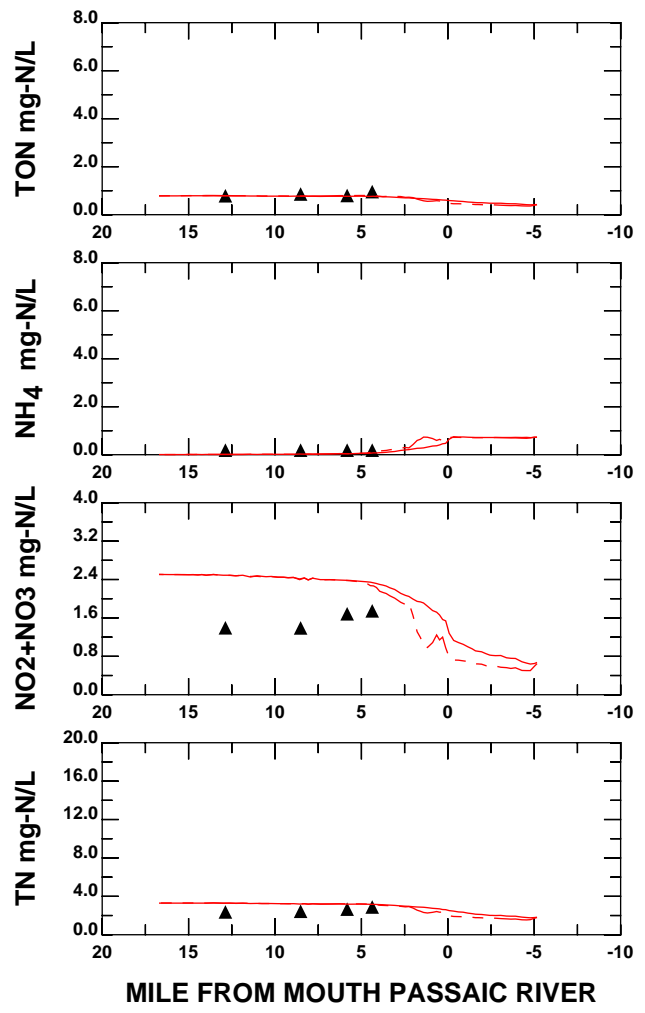 TON mg-N/L
8.0
6.0
4.0
2.0
0.0
20 15 10 5 0 -5 -10
NH4 mg-N/L
8.0
6.0
4.0
2.0
0.0
20 15 10 5 0 -5 -10
NO2+NO3 mg-N/L
4.0
3.2
2.4
1.6
0.8
0.0
20 15 10 5 0 -5 -10
TN mg-N/L
20.0
16.0
12.0
8.0
4.0
0.0
20 15 10 5 0 -5 -10
MILE FROM MOUTH PASSAIC RIVER